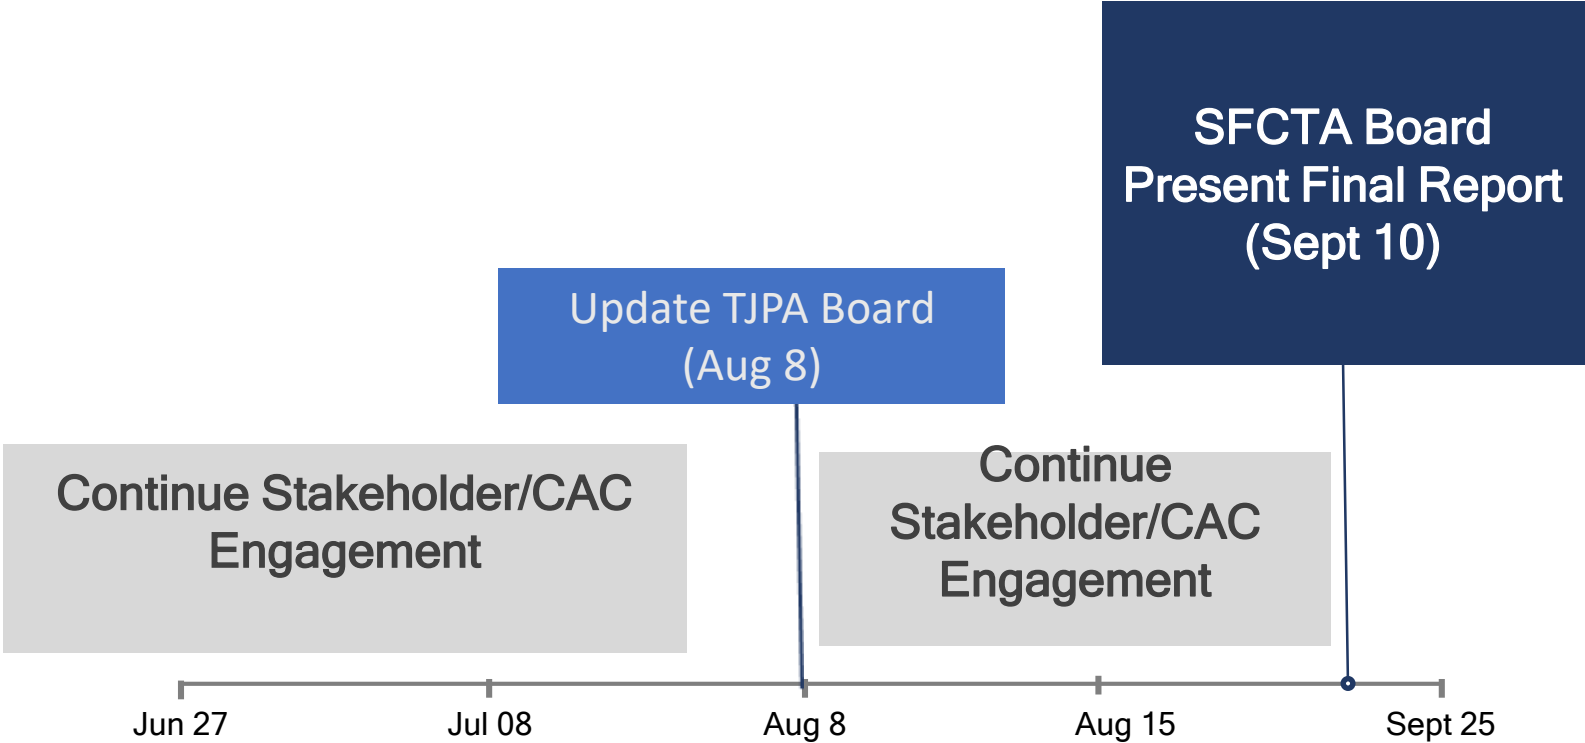 SFCTA Board
Present Final Report
(Sept 10)
Update TJPA Board
(Aug 8)
Continue Stakeholder/CAC
Engagement
Continue
Stakeholder/CAC
Engagement
Jun 27
Jul 08
Aug 8
Aug 15
Sept 25